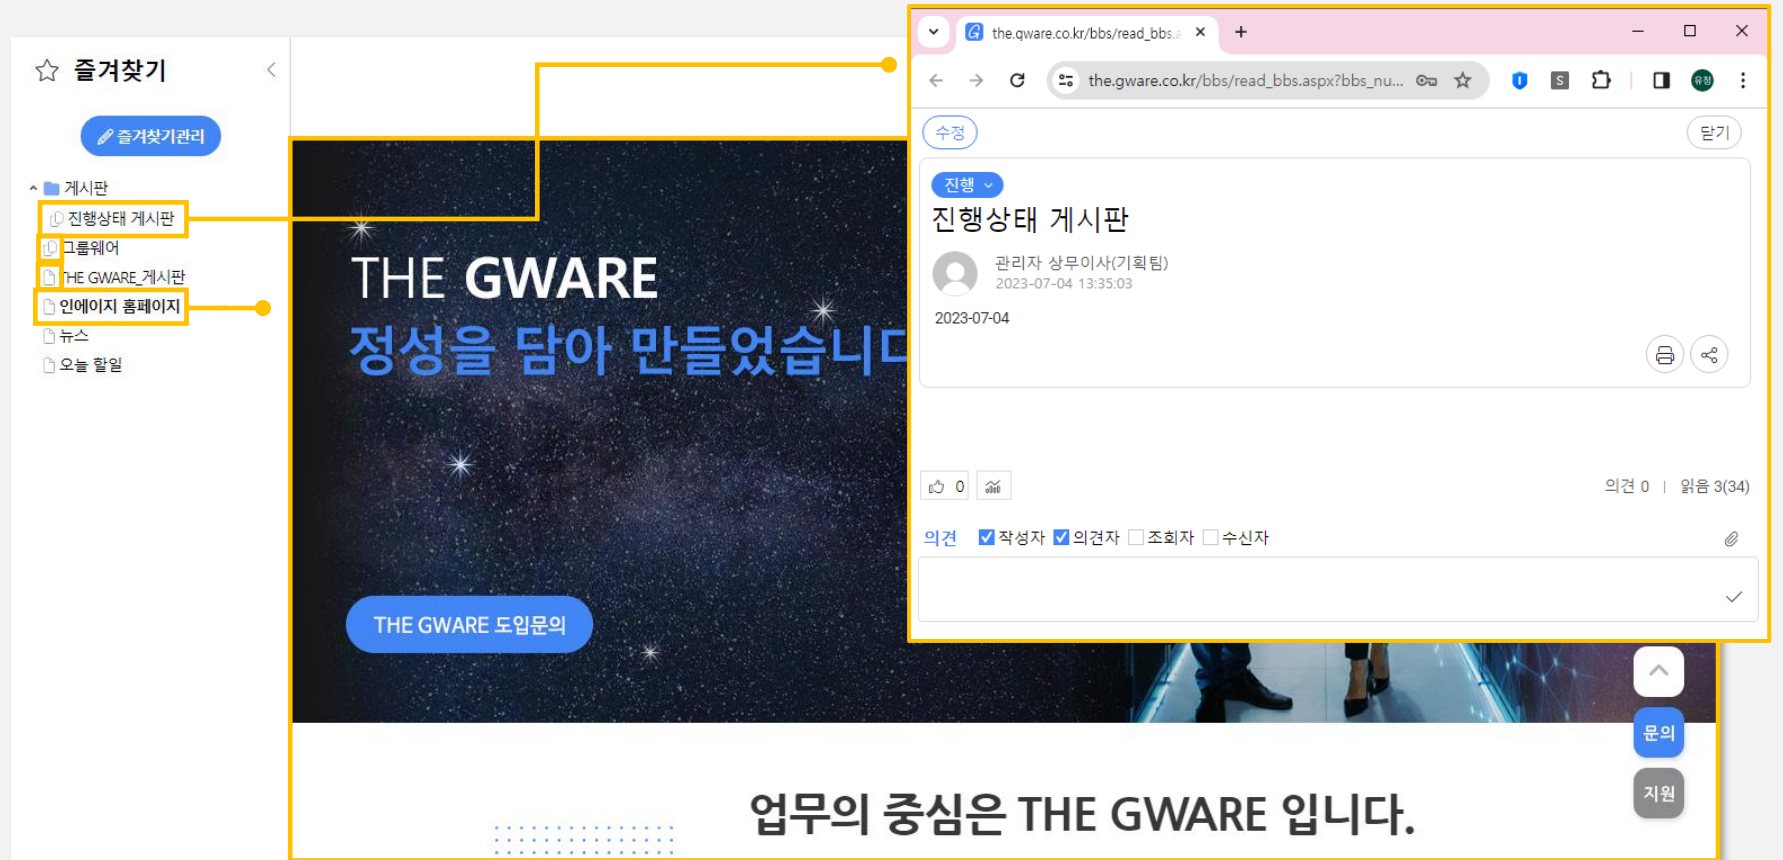 즐겨찾기
즐겨찾기관리
게시판
진행상태 게시판
그룹웨어
THE GWARE_게시판
인에이지 홈페이지
뉴스
오늘 할일
THE GWARE
정성을 담아 만들었습니
THE GWARE 도입문의
업무의 중심은 THE GWARE 입니다.
문의
지원
the.gware.co.kr/bbs/read_bbs.a
the.gware.co.kr/bbs/read_bbs.aspx?bbs_nu...
S
유정
수정
닫기
진행
진행상태 게시판
관리자 상무이사(기획팀)
2023-07-04 13:35:03
2023-07-04
0
의견 0 | 읽음 3(34)
의견 작성자 의견자 조회자 수신자